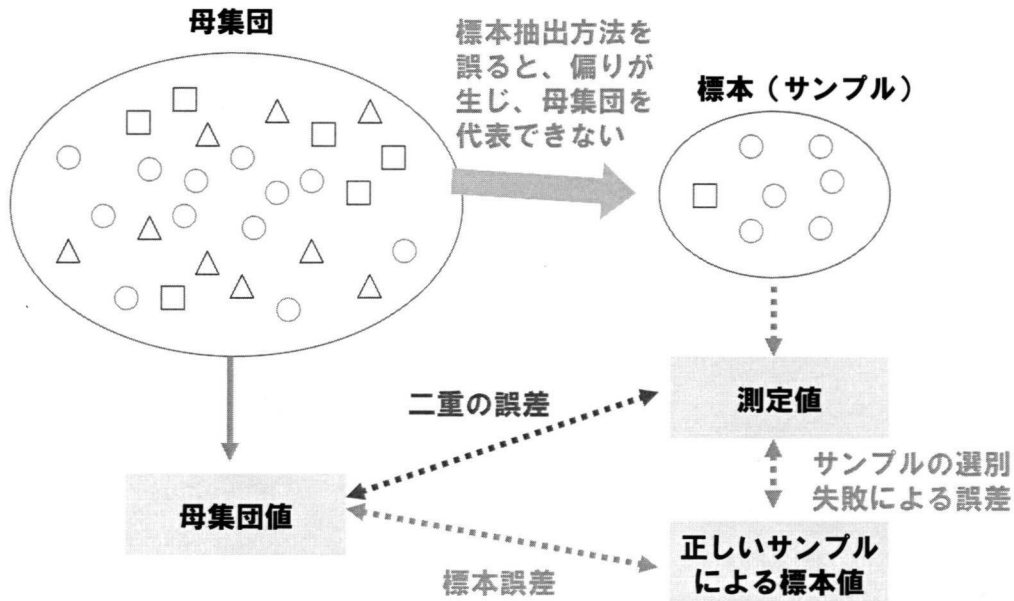 母集団
標本抽出方法を
誤ると、偏りが
生じ、母集団を
代表できない
標本（サンプル）
二重の誤差
測定値
サンプルの選別
失敗による誤差
母集団値
標本誤差
正しいサンプル
による標本値